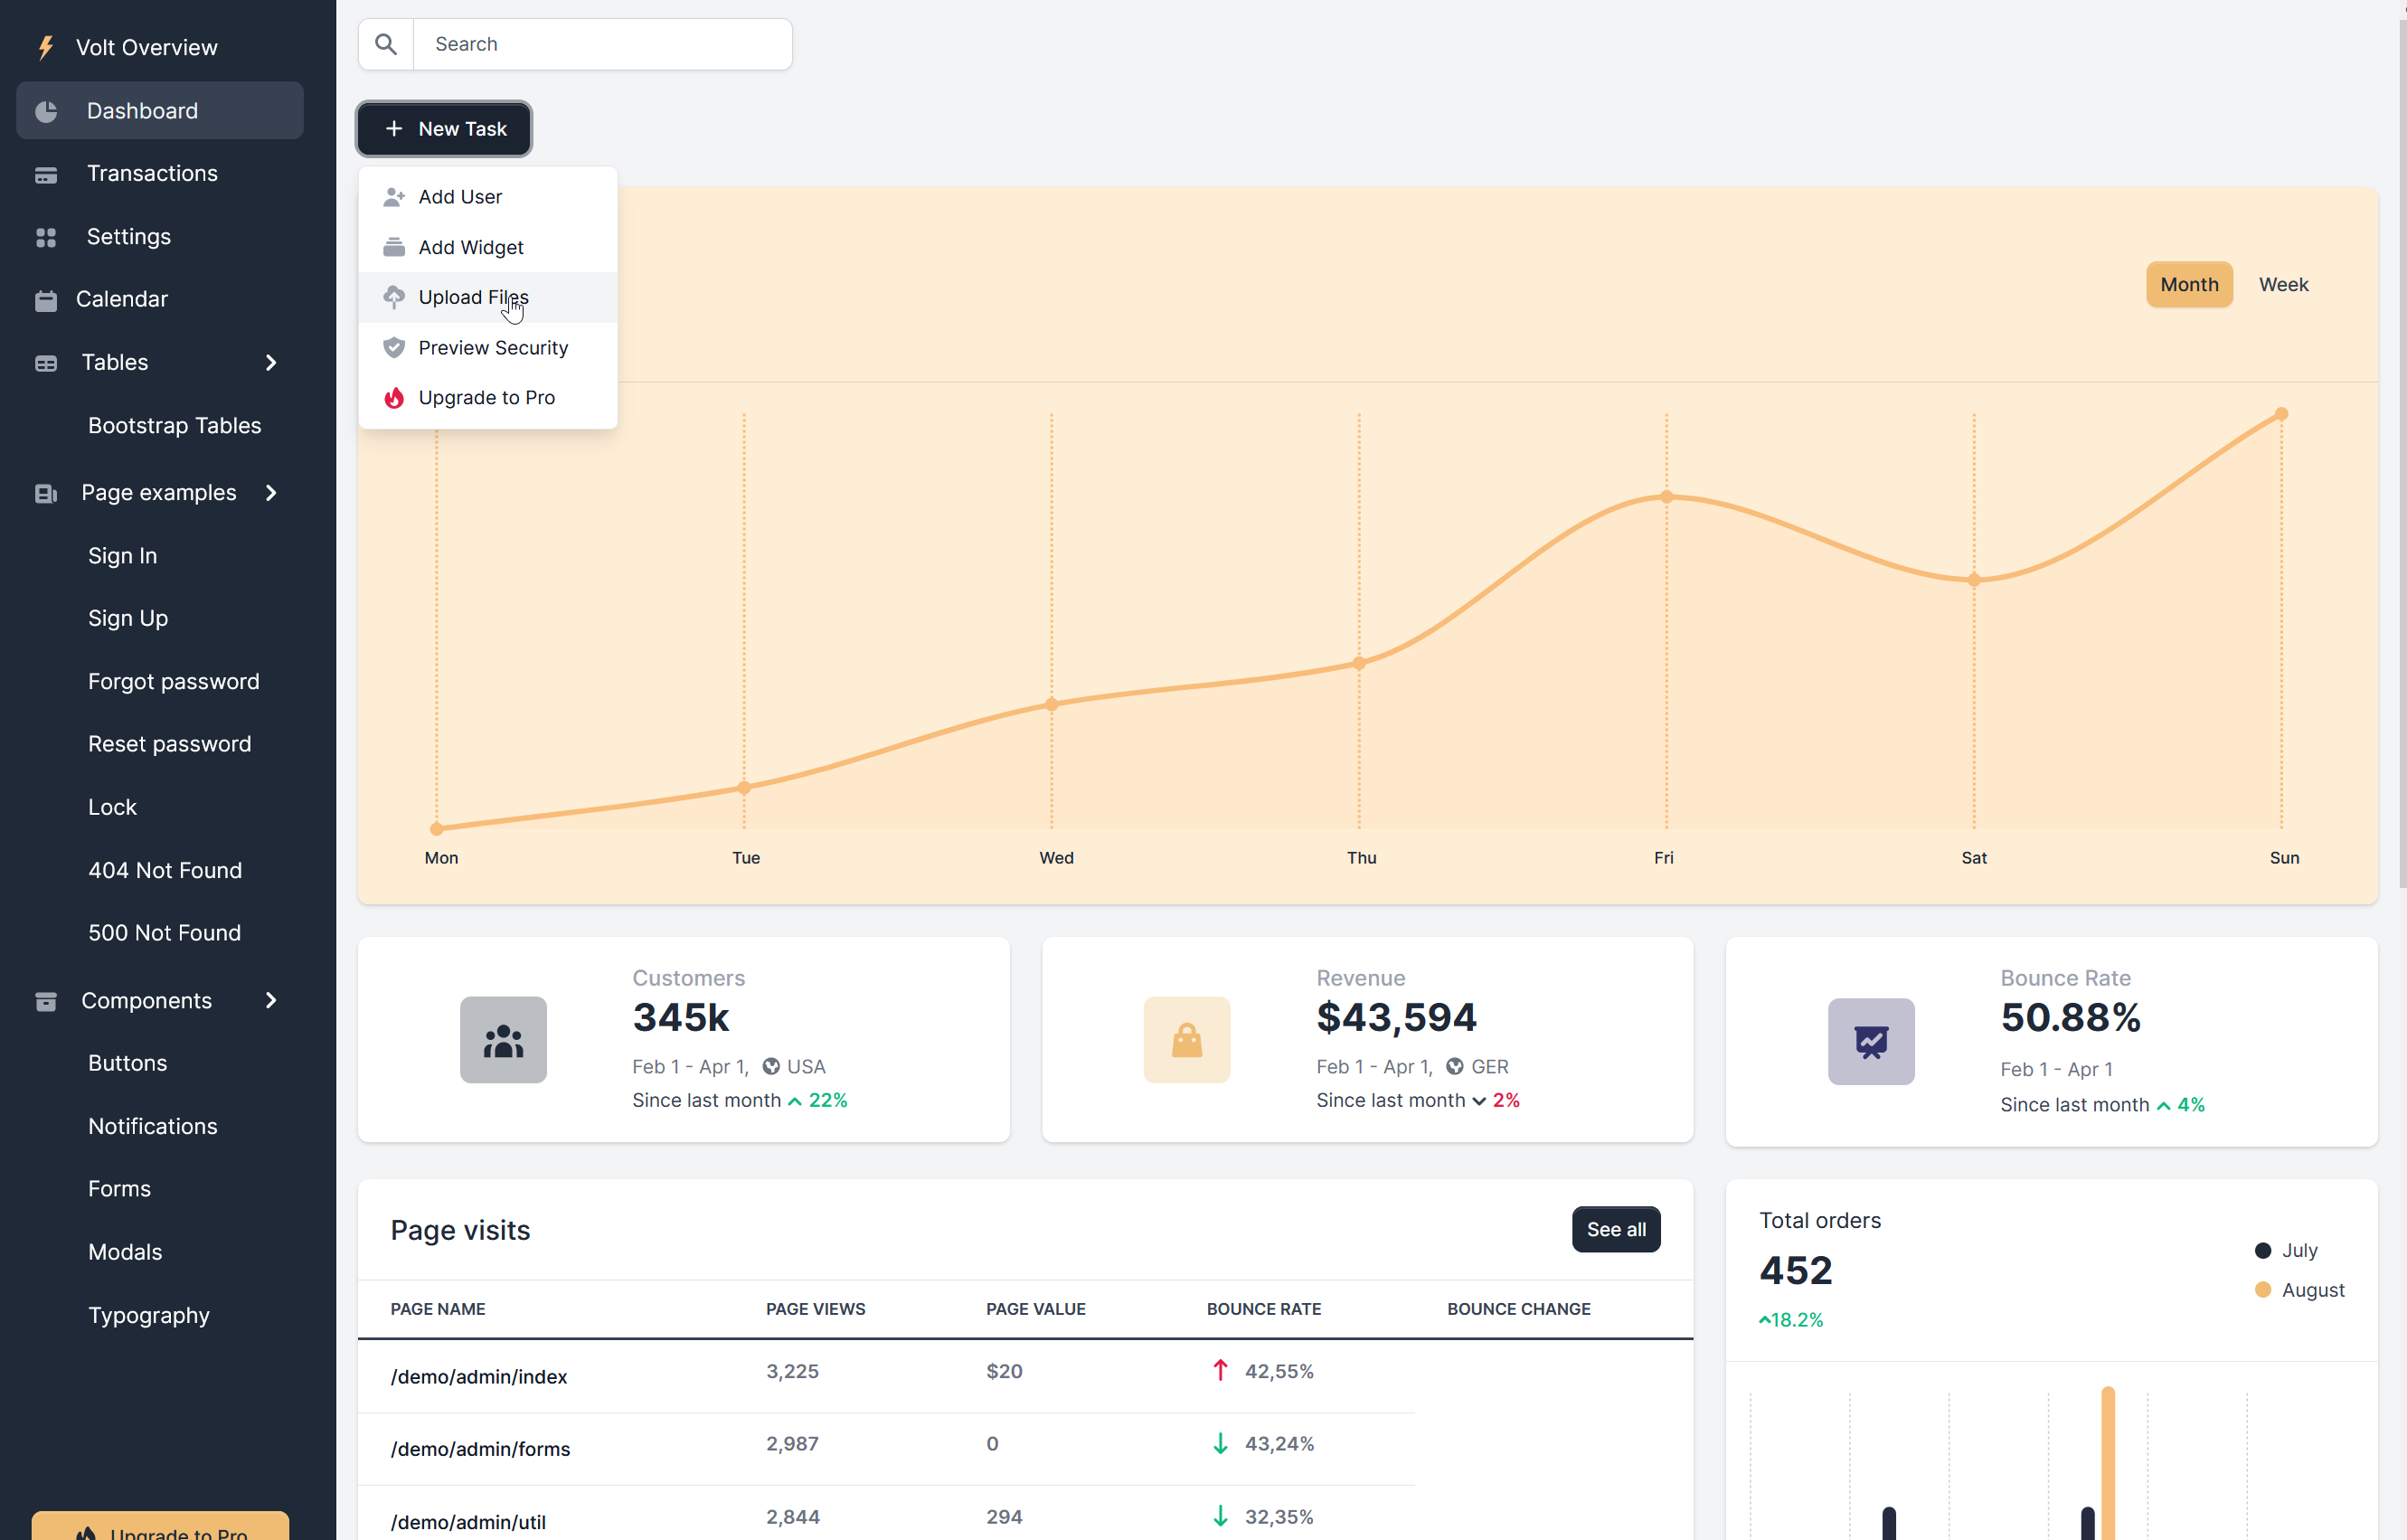 Volt Overview
Dashboard
Transactions
Settings
Calendar
Tables
Bootstrap Tables
Page examples
Sign In
Sign Up
Forgot password
Reset password
Lock
404 Not Found
500 Not Found
Components
Buttons
Notifications
Forms
Modals
Typography
Upgrade to Pro
Search
New Task
Add User
Add Widget
Upload Files
Preview Security
Upgrade to Pro
Month Week
Mon Tue Wed Thu Fri Sat Sun
Customers
345k
Feb 1 - Apr 1, USA
Since last month 22%
Revenue
$43,594
Feb 1 - Apr 1, GER
Since last month 2%
Bounce Rate
50.88%
Feb 1 - Apr 1
Since last month 4%
Page visits
See all
PAGE NAME PAGE VIEWS PAGE VALUE BOUNCE RATE BOUNCE CHANGE
/demo/admin/index 3,225 $20 42,55%
/demo/admin/forms 2,987 0 43,24%
/demo/admin/util 2,844 294 32,35%
Total orders
452
18.2%
July
August